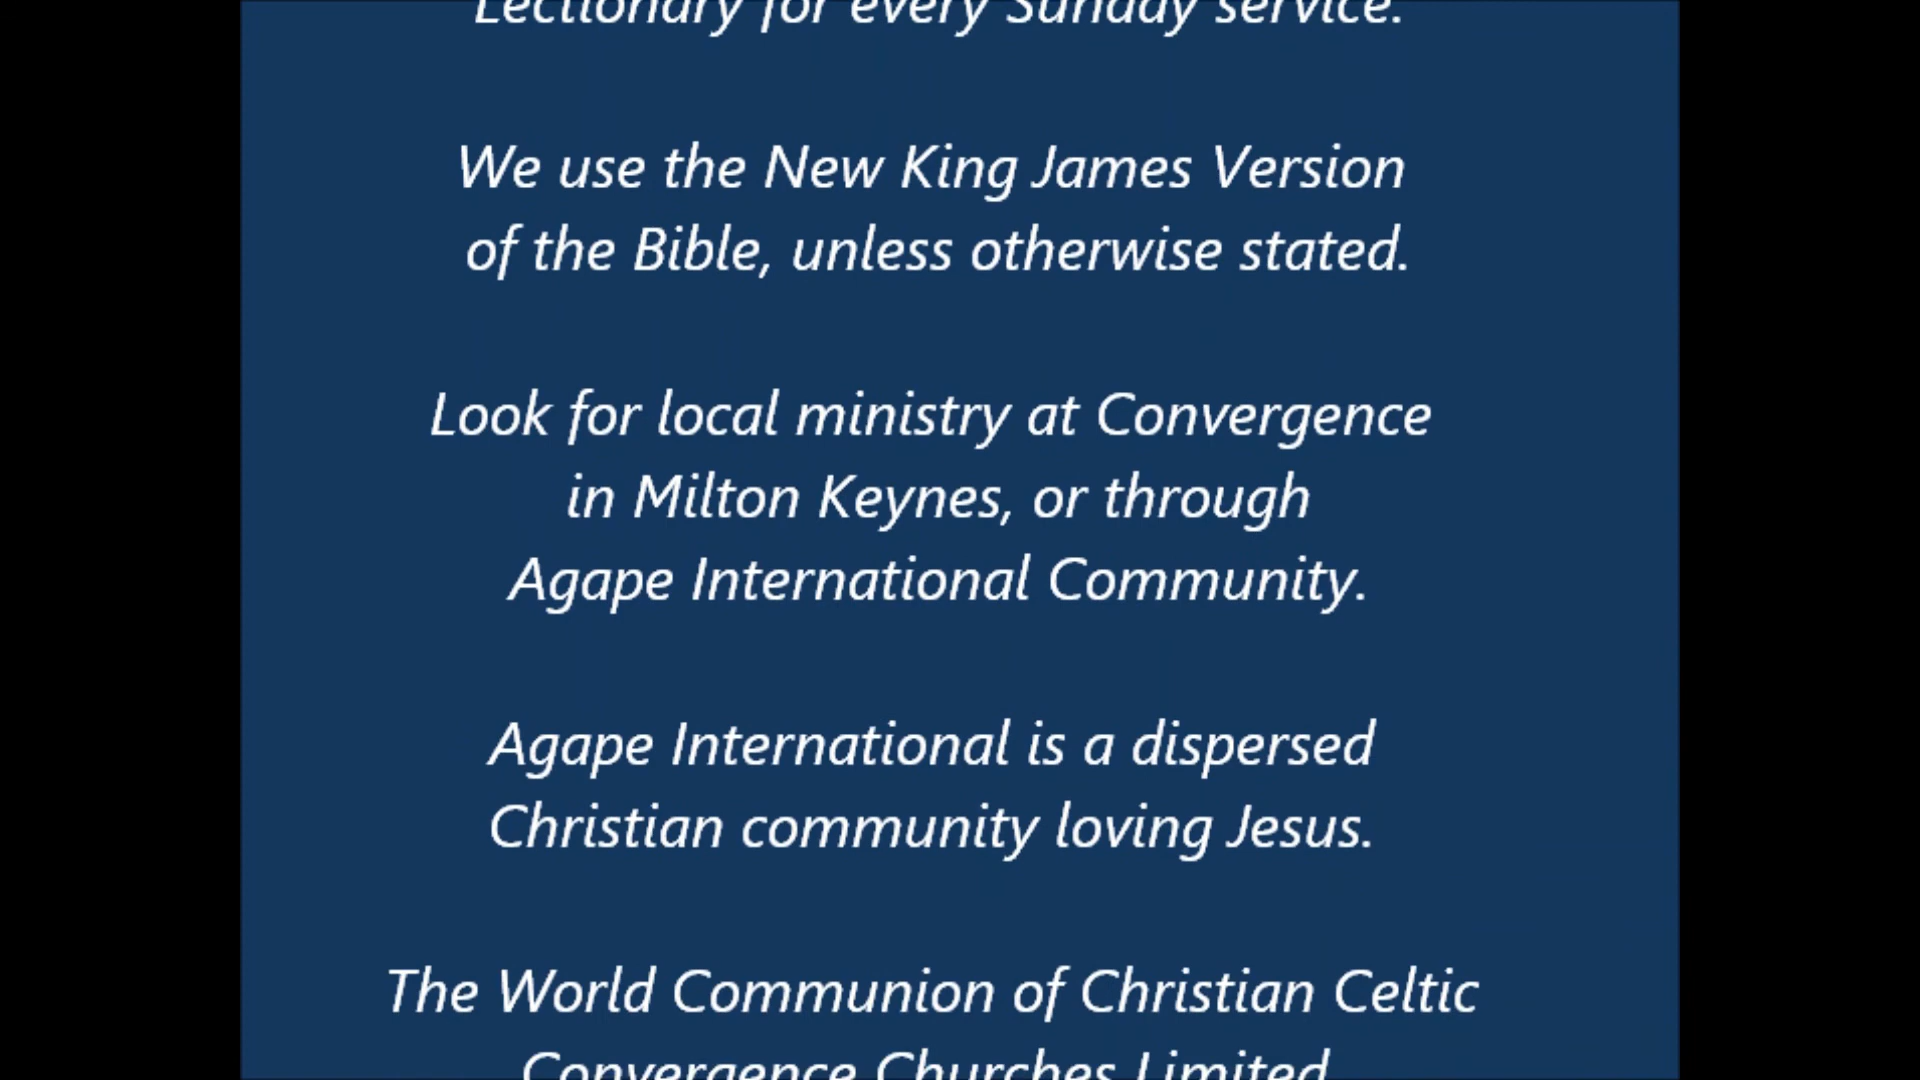 Lectionary for every Sunday service.
We use the New King James Version
of the Bible, unless otherwise stated.
Look for local ministry at Convergence
in Milton Keynes, or through
Agape International Community.
Agape International is a dispersed
Christian community loving Jesus.
The World Communion of Christian Celtic
Convergence Churches Limited